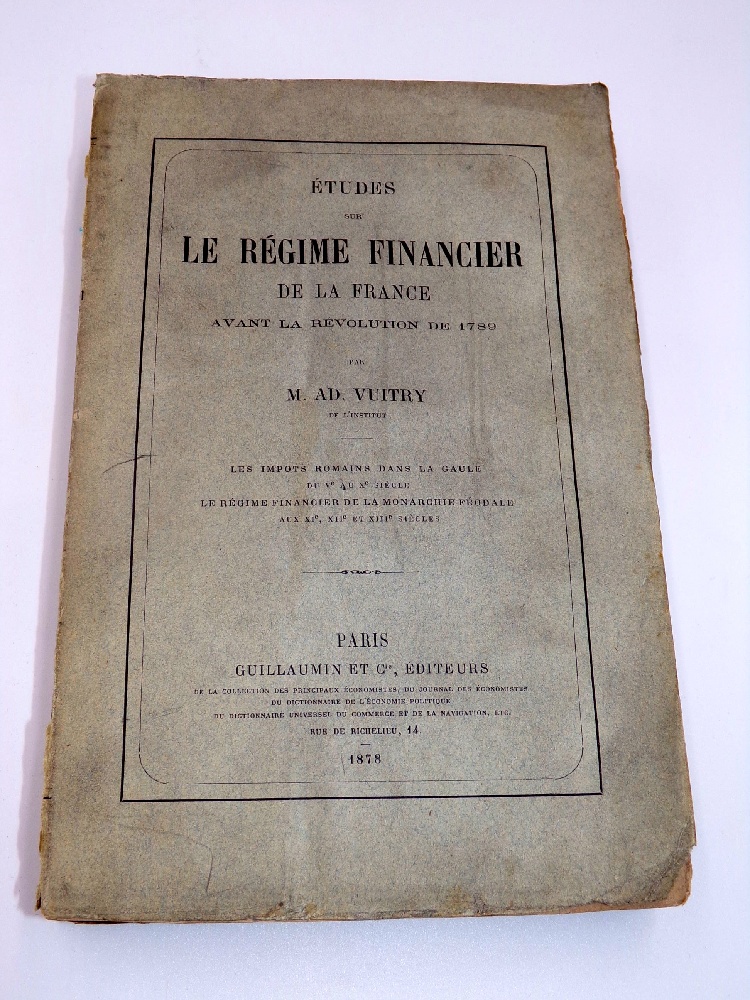 ÉTUDES
SUR
LE RÉGIME FINANCIER
DE LA FRANCE
AVANT LA RÉVOLUTION DE 1789
PAR
M. AD. VUITRY
DE L'INSTITUT
LES IMPOTS ROMAINS DANS LA GAULE
DU Vᵉ AU Xᵉ SIÈCLE
LE RÉGIME FINANCIER DE LA MONARCHIE FÉODALE
AUX XIᵉ, XIIᵉ ET XIIIᵉ SIÈCLES
PARIS
GUILLAUMIN ET Cⁱᵉ, ÉDITEURS
DE LA COLLECTION DES PRINCIPAUX ÉCONOMISTES, DU JOURNAL DES ÉCONOMISTES
DU DICTIONNAIRE DE L'ÉCONOMIE POLITIQUE
DU DICTIONNAIRE UNIVERSEL DU COMMERCE ET DE LA NAVIGATION, ETC.
RUE DE RICHELIEU, 14
1878